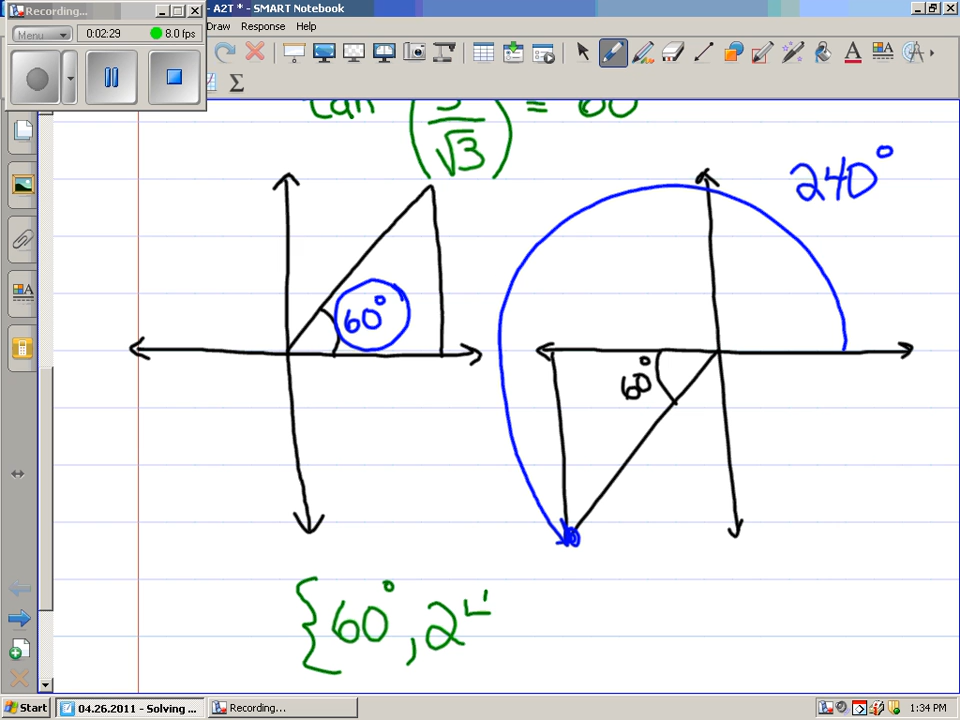 Recording...
- A2T * - SMART Notebook
Menu
0:02:29
8.0 fps
Draw Response Help
tan (3/√3) = 60
240°
60°
60°
{60°, 24
Start
04.26.2011 - Solving ...
Recording...
1:34 PM